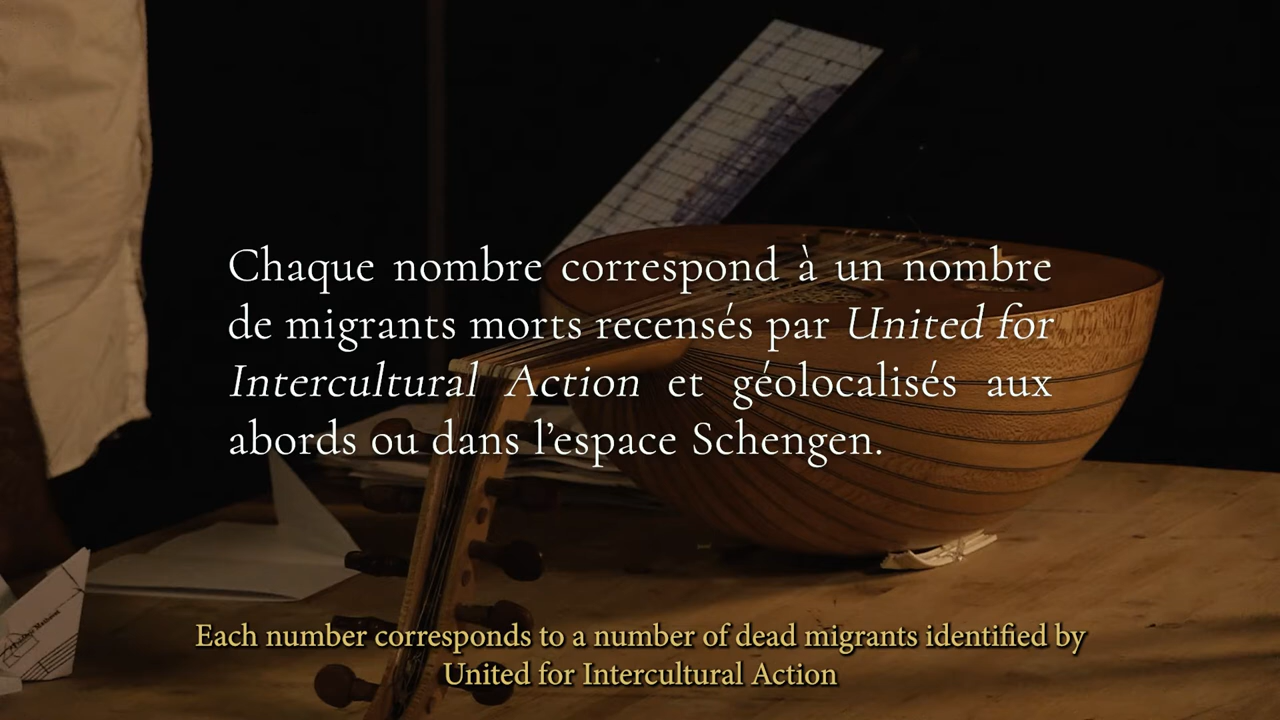 Chaque nombre correspond à un nombre
de migrants morts recensés par United for
Intercultural Action et géolocalisés aux
abords ou dans l’espace Schengen.
Each number corresponds to a number of dead migrants identified by
United for Intercultural Action